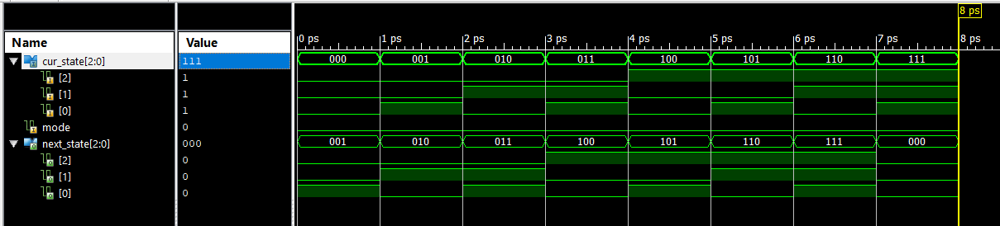 8 ps
Name Value 0 ps 1 ps 2 ps 3 ps 4 ps 5 ps 6 ps 7 ps 8 ps
cur_state[2:0] 111 000 001 010 011 100 101 110 111
[2] 1
[1] 1
[0] 1
mode 0
next_state[2:0] 000 001 010 011 100 101 110 111 000
[2] 0
[1] 0
[0] 0